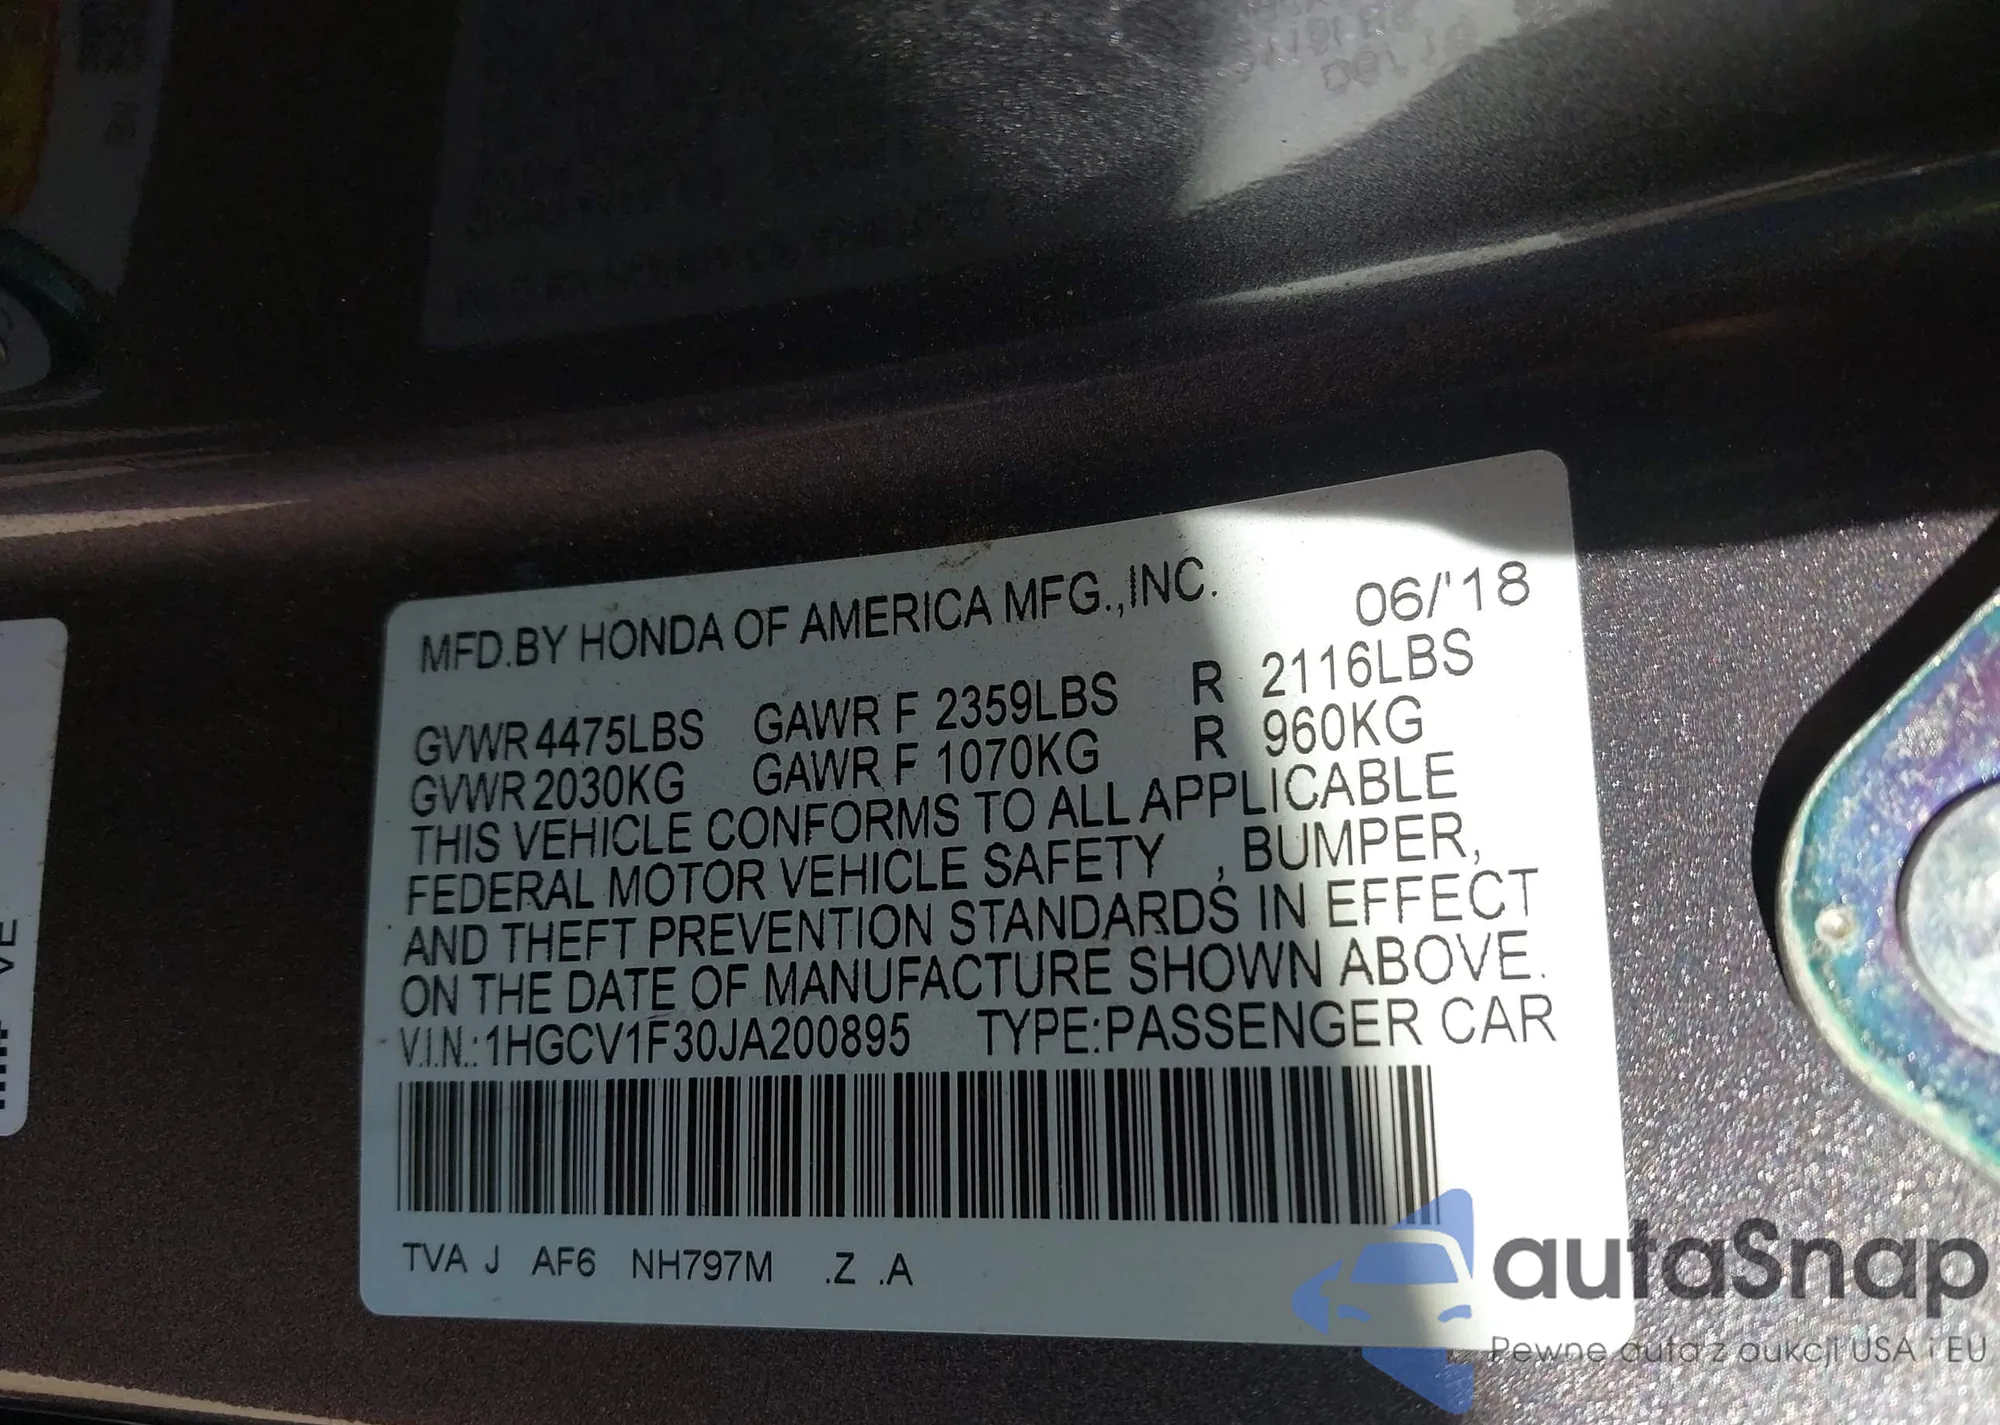 MFD.BY HONDA OF AMERICA MFG.,INC. 06/'18
GVWR 4475LBS GAWR F 2359LBS R 2116LBS
GVWR 2030KG GAWR F 1070KG R 960KG
THIS VEHICLE CONFORMS TO ALL APPLICABLE
FEDERAL MOTOR VEHICLE SAFETY , BUMPER,
AND THEFT PREVENTION STANDARDS IN EFFECT
ON THE DATE OF MANUFACTURE SHOWN ABOVE.
V.I.N.: 1HGCV1F30JA200895 TYPE:PASSENGER CAR
TVA J AF6 NH797M .Z .A
autaSnap
Pewne auta z aukcji USA i EU